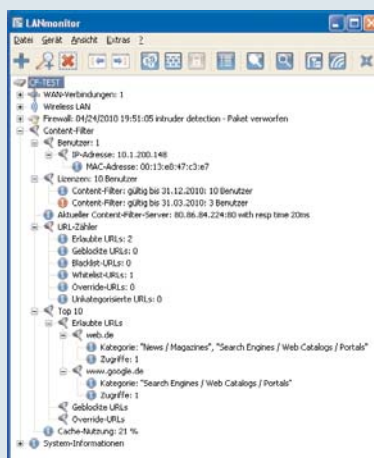 LANmonitor
Datei Gerät Ansicht Extras ?
CF-TEST
WAN-Verbindungen: 1
Wireless LAN
Firewall: 04/24/2010 19:51:05 intruder detection - Paket verworfen
Content-Filter
Benutzer: 1
IP-Adresse: 10.1.200.148
MAC-Adresse: 00:13:e8:47:c3:e7
Lizenzen: 10 Benutzer
Content-Filter: gültig bis 31.12.2010: 10 Benutzer
Content-Filter: gültig bis 31.03.2010: 3 Benutzer
Aktueller Content-Filter-Server: 80.86.84.224:80 with resp time 20ms
URL-Zähler
Erlaubte URLs: 2
Geblockte URLs: 0
Blacklist-URLs: 0
Whitelist-URLs: 1
Override-URLs: 0
Unkategorisierte URLs: 0
Top 10
Erlaubte URLs
web.de
Kategorie: "News / Magazines", "Search Engines / Web Catalogs / Portals"
Zugriffe: 1
www.google.de
Kategorie: "Search Engines / Web Catalogs / Portals"
Zugriffe: 1
Geblockte URLs
Override-URLs
Cache-Nutzung: 21 %
System-Informationen